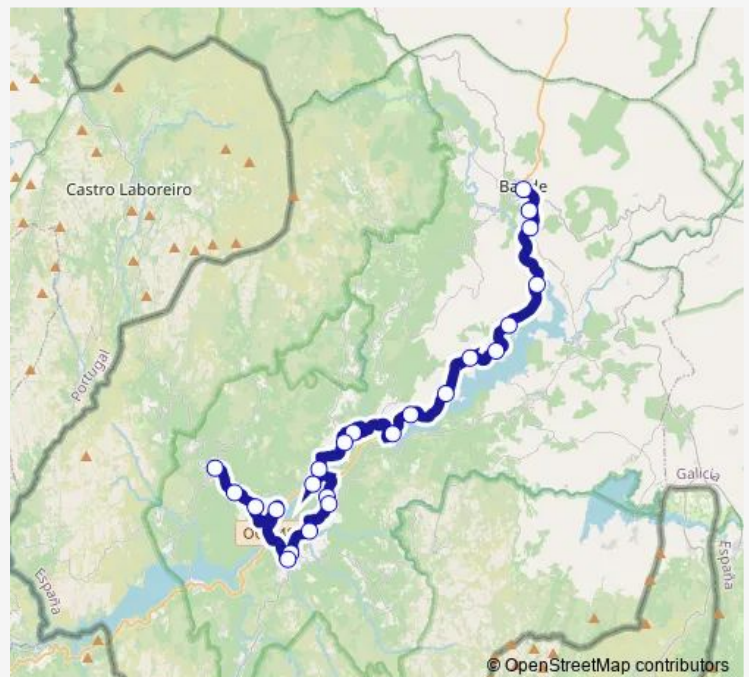 Castro Laboreiro
Portugal
Galicia
España
España
© OpenStreetMap contributors